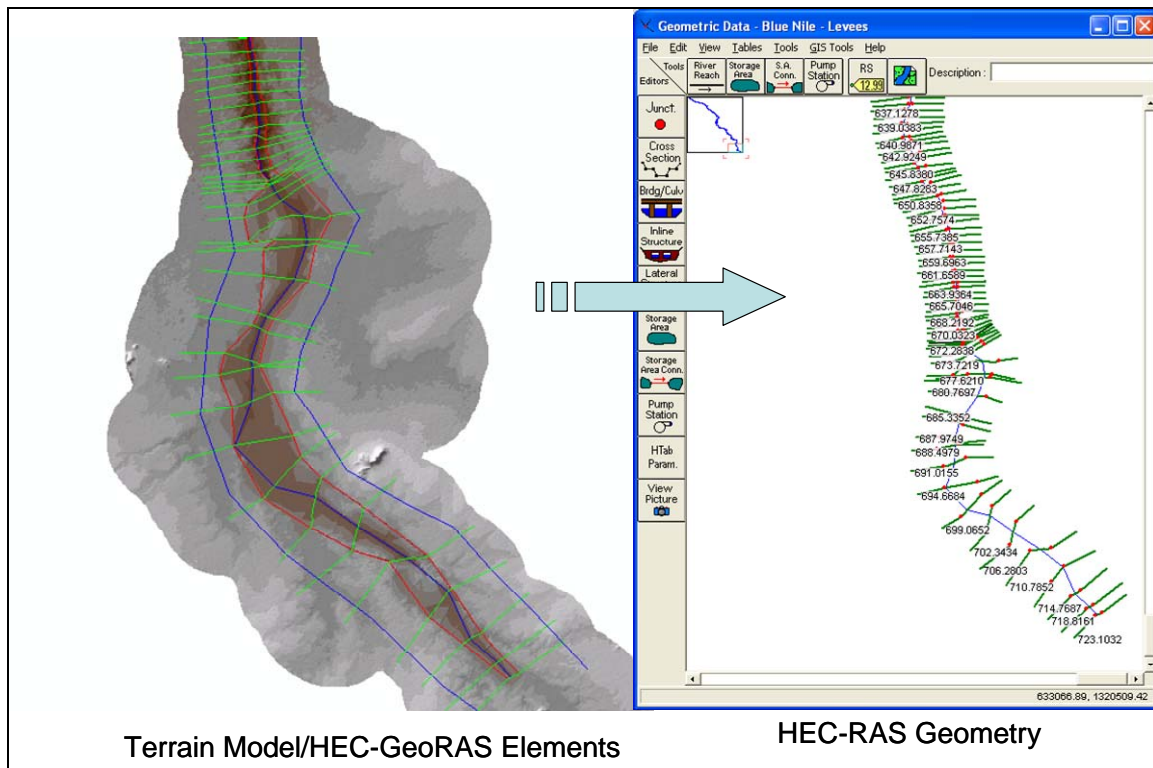 Geometric Data - Blue Nile - Levees
File Edit View Tables Tools GIS Tools Help
Tools
Editors
River
Reach
Storage
Area
S.A.
Conn.
Pump
Station
RS
12.99
Description :
Junct.
Cross
Section
Brdg/Culv
Inline
Structure
Lateral
Storage
Area
Storage
Area Conn.
Pump
Station
HTab
Param.
View
Picture
637.1278
639.0383
640.9871
642.9249
645.8380
647.8283
650.8358
652.7574
655.7385
657.7143
659.6963
661.6589
663.9364
665.7046
668.2192
670.0323
672.2838
673.7219
677.6210
680.7697
685.3352
687.9749
688.4979
691.0155
694.6684
699.0652
702.3434
706.2803
710.7852
714.7687
718.8161
723.1032
633066.89, 1320509.42
Terrain Model/HEC-GeoRAS Elements
HEC-RAS Geometry